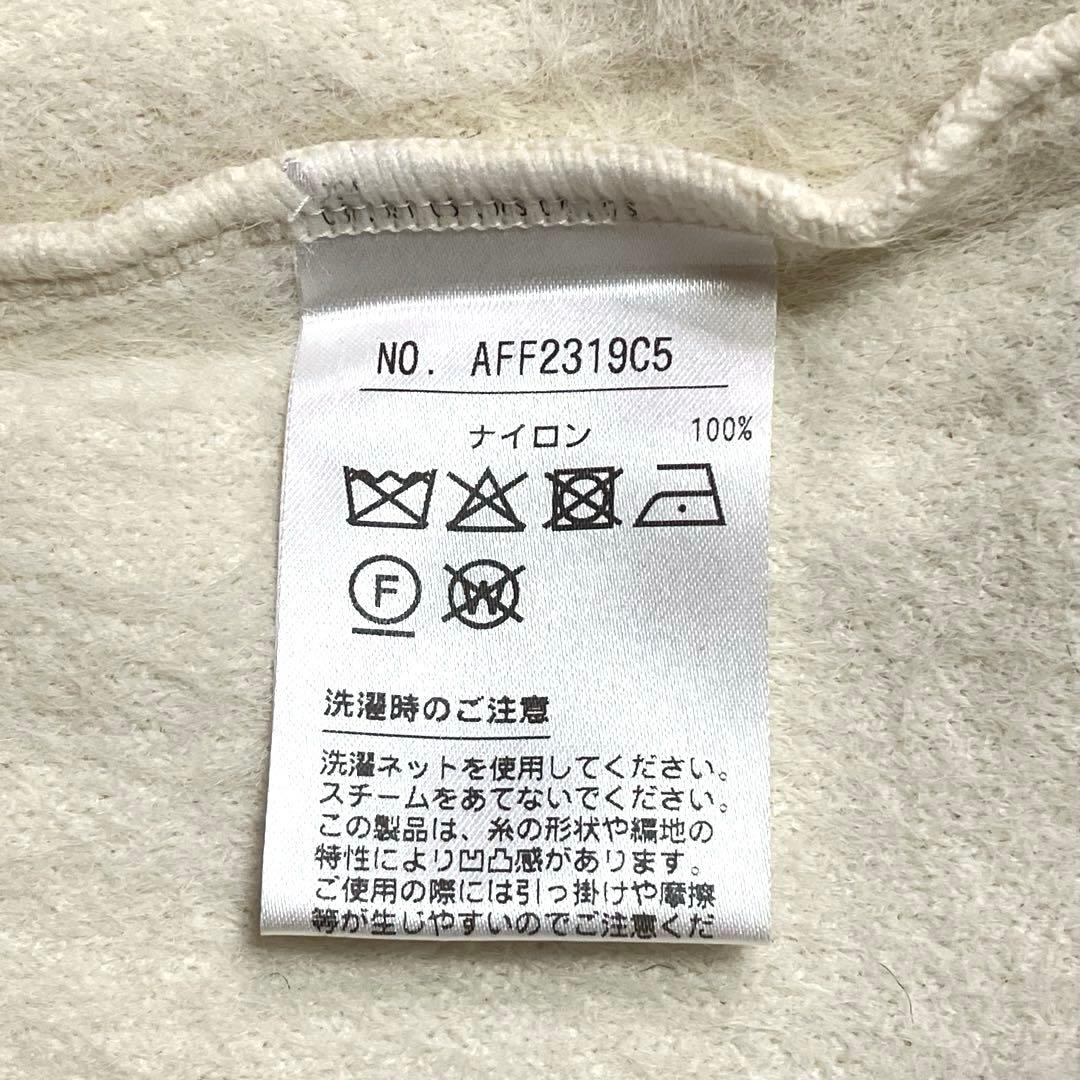 NO. AFF2319C5
ナイロン 100%
F W
洗濯時のご注意
洗濯ネットを使用してください。
スチームをあてないでください。
この製品は、糸の形状や編地の
特性により凹凸感があります。
ご使用の際には引っ掛けや摩擦
等が生じやすいのでご注意くだ